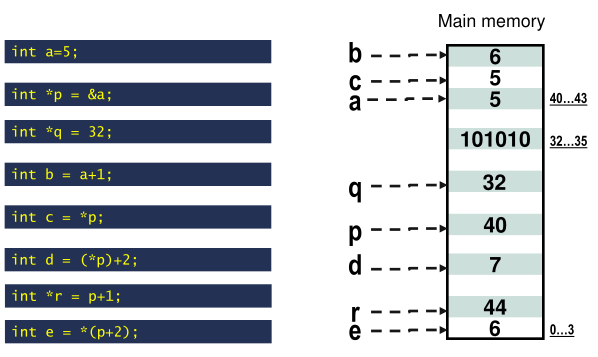 Main memory
int a=5;
int *p = &a;
int *q = 32;
int b = a+1;
int c = *p;
int d = (*p)+2;
int *r = p+1;
int e = *(p+2);
b 6
c 5
a 5 40...43
101010 32...35
q 32
p 40
d 7
r 44
e 6 0...3